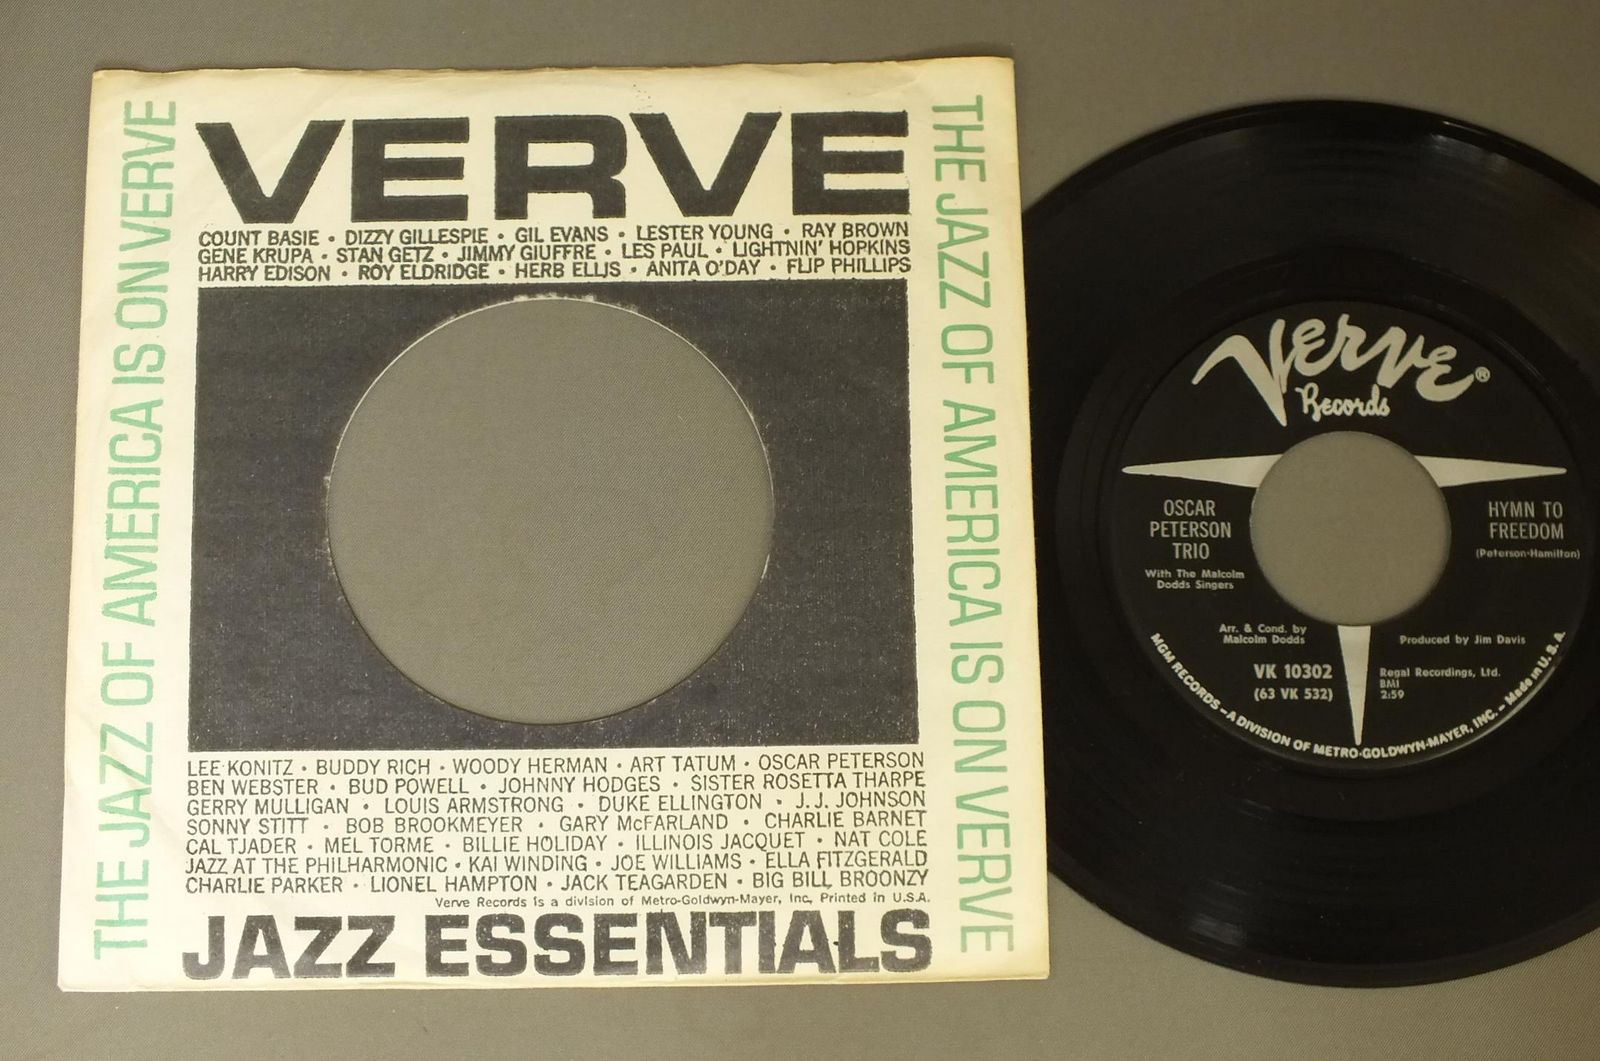 THE JAZZ OF AMERICA IS ON VERVE
VERVE
COUNT BASIE • DIZZY GILLESPIE • GIL EVANS • LESTER YOUNG • RAY BROWN
GENE KRUPA • STAN GETZ • JIMMY GIUFFRE • LES PAUL • LIGHTNIN' HOPKINS
HARRY EDISON • ROY ELDRIDGE • HERB ELLIS • ANITA O'DAY • FLIP PHILLIPS
LEE KONITZ • BUDDY RICH • WOODY HERMAN • ART TATUM • OSCAR PETERSON
BEN WEBSTER • BUD POWELL • JOHNNY HODGES • SISTER ROSETTA THARPE
GERRY MULLIGAN • LOUIS ARMSTRONG • DUKE ELLINGTON • J.J. JOHNSON
SONNY STITT • BOB BROOKMEYER • GARY McFARLAND • CHARLIE BARNET
CAL TJADER • MEL TORME • BILLIE HOLIDAY • ILLINOIS JACQUET • NAT COLE
JAZZ AT THE PHILHARMONIC • KAI WINDING • JOE WILLIAMS • ELLA FITZGERALD
CHARLIE PARKER • LIONEL HAMPTON • JACK TEAGARDEN • BIG BILL BROONZY
Verve Records is a division of Metro-Goldwyn-Mayer, Inc. Printed in U.S.A.
JAZZ ESSENTIALS
THE JAZZ OF AMERICA IS ON VERVE
Verve®
Records
OSCAR
PETERSON
TRIO
With The Malcolm
Dodds Singers
HYMN TO
FREEDOM
(Peterson-Hamilton)
Arr. & Cond. by
Malcolm Dodds
Produced by Jim Davis
VK 10302
(63 VK 532)
Regal Recordings, Ltd.
BMI
2:59
MGM RECORDS – A DIVISION OF METRO-GOLDWYN-MAYER, INC. – Made in U.S.A.